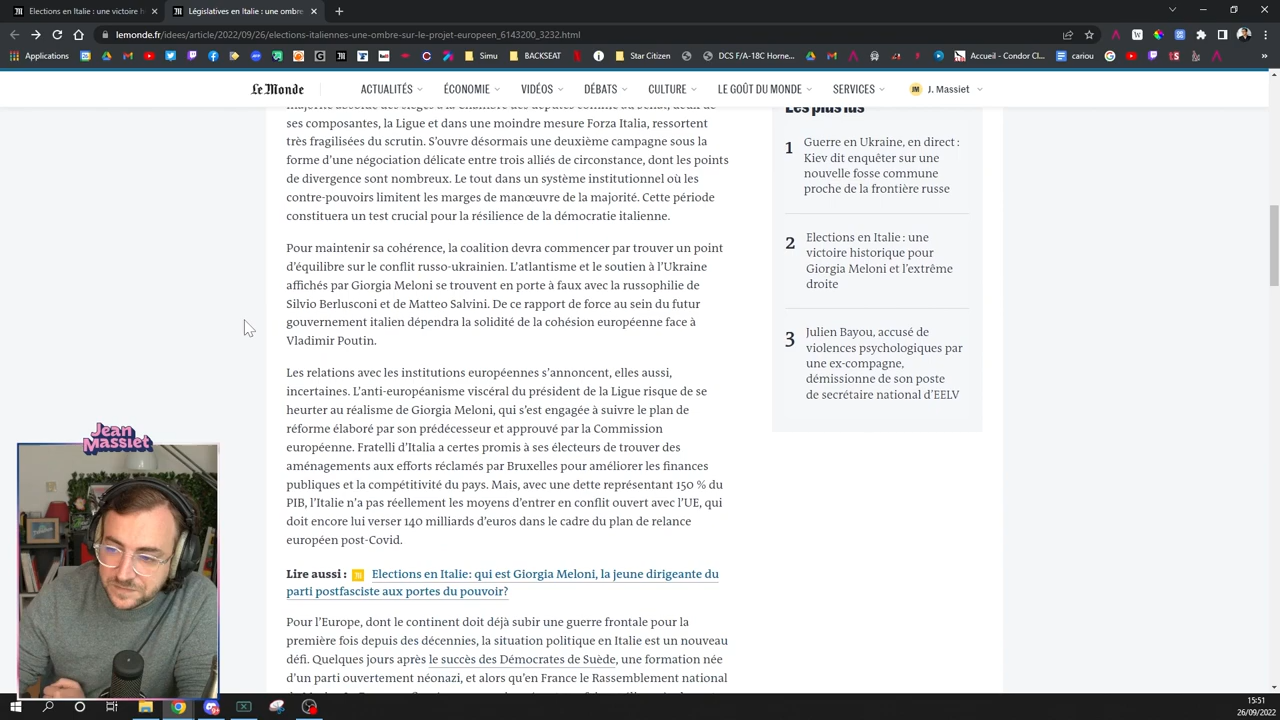 Elections en Italie : une victoire h
Législatives en Italie : une ombre
lemonde.fr/idees/article/2022/09/26/elections-italiennes-une-ombre-sur-le-projet-europeen_6143200_3232.html
Applications
Simu
BACKSEAT
Star Citizen
DCS F/A-18C Horne...
Accueil - Condor Cl...
cariou
Le Monde
ACTUALITÉS
ÉCONOMIE
VIDÉOS
DÉBATS
CULTURE
LE GOÛT DU MONDE
SERVICES
JM J. Massiet
ses composantes, la Ligue et dans une moindre mesure Forza Italia, ressortent
très fragilisées du scrutin. S’ouvre désormais une deuxième campagne sous la
forme d’une négociation délicate entre trois alliés de circonstance, dont les points
de divergence sont nombreux. Le tout dans un système institutionnel où les
contre-pouvoirs limitent les marges de manœuvre de la majorité. Cette période
constituera un test crucial pour la résilience de la démocratie italienne.
Pour maintenir sa cohérence, la coalition devra commencer par trouver un point
d’équilibre sur le conflit russo-ukrainien. L’atlantisme et le soutien à l’Ukraine
affichés par Giorgia Meloni se trouvent en porte à faux avec la russophilie de
Silvio Berlusconi et de Matteo Salvini. De ce rapport de force au sein du futur
gouvernement italien dépendra la solidité de la cohésion européenne face à
Vladimir Poutin.
Les relations avec les institutions européennes s’annoncent, elles aussi,
incertaines. L’anti-européanisme viscéral du président de la Ligue risque de se
heurter au réalisme de Giorgia Meloni, qui s’est engagée à suivre le plan de
réforme élaboré par son prédécesseur et approuvé par la Commission
européenne. Fratelli d’Italia a certes promis à ses électeurs de trouver des
aménagements aux efforts réclamés par Bruxelles pour améliorer les finances
publiques et la compétitivité du pays. Mais, avec une dette représentant 150 % du
PIB, l’Italie n’a pas réellement les moyens d’entrer en conflit ouvert avec l’UE, qui
doit encore lui verser 140 milliards d’euros dans le cadre du plan de relance
européen post-Covid.
Lire aussi : Elections en Italie: qui est Giorgia Meloni, la jeune dirigeante du
parti postfasciste aux portes du pouvoir?
Pour l’Europe, dont le continent doit déjà subir une guerre frontale pour la
première fois depuis des décennies, la situation politique en Italie est un nouveau
défi. Quelques jours après le succès des Démocrates de Suède, une formation née
d’un parti ouvertement néonazi, et alors qu’en France le Rassemblement national
Les plus lus
1 Guerre en Ukraine, en direct :
Kiev dit enquêter sur une
nouvelle fosse commune
proche de la frontière russe
2 Elections en Italie : une
victoire historique pour
Giorgia Meloni et l’extrême
droite
3 Julien Bayou, accusé de
violences psychologiques par
une ex-compagne,
démissionne de son poste
de secrétaire national d’EELV
Jean
Massiet
15:51
26/09/2022